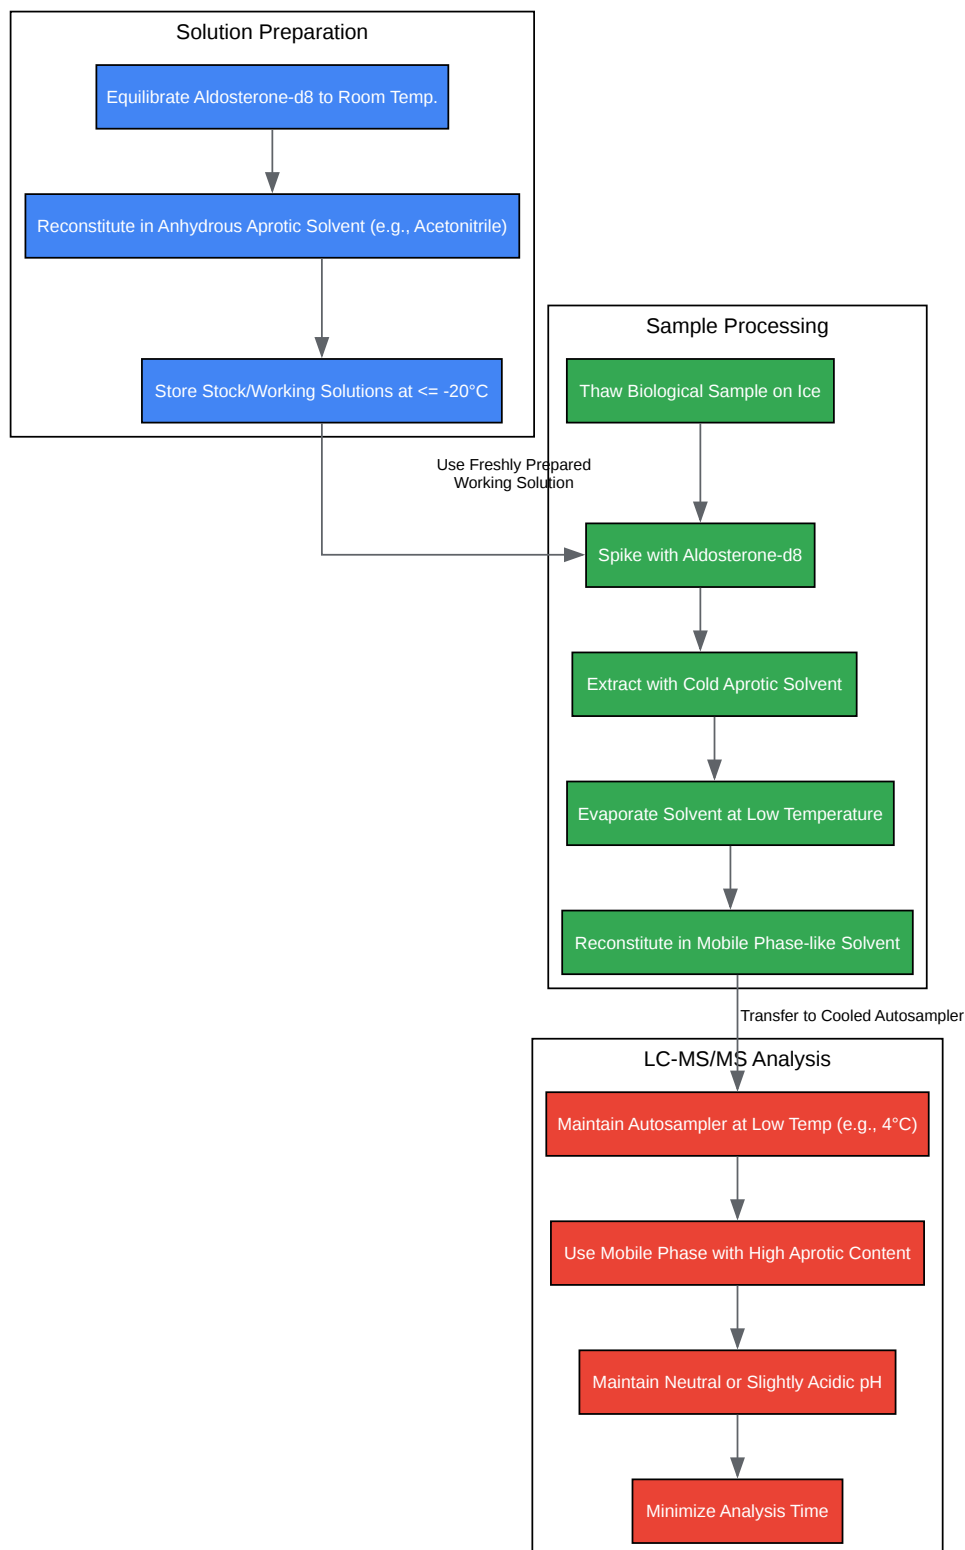 Solution Preparation
Equilibrate Aldosterone-d8 to Room Temp.
Reconstitute in Anhydrous Aprotic Solvent (e.g., Acetonitrile)
Store Stock/Working Solutions at <= -20°C
Use Freshly Prepared
Working Solution
Sample Processing
Thaw Biological Sample on Ice
Spike with Aldosterone-d8
Extract with Cold Aprotic Solvent
Evaporate Solvent at Low Temperature
Reconstitute in Mobile Phase-like Solvent
Transfer to Cooled Autosampler
LC-MS/MS Analysis
Maintain Autosampler at Low Temp (e.g., 4°C)
Use Mobile Phase with High Aprotic Content
Maintain Neutral or Slightly Acidic pH
Minimize Analysis Time